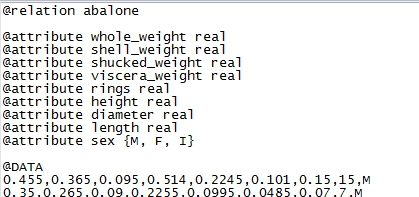 @relation abalone
@attribute whole_weight real
@attribute shell_weight real
@attribute shucked_weight real
@attribute viscera_weight real
@attribute rings real
@attribute height real
@attribute diameter real
@attribute length real
@attribute sex {M, F, I}
@DATA
0.455,0.365,0.095,0.514,0.2245,0.101,0.15,15,M
0.35,0.265,0.09,0.2255,0.0995,0.0485,0.07,7,M